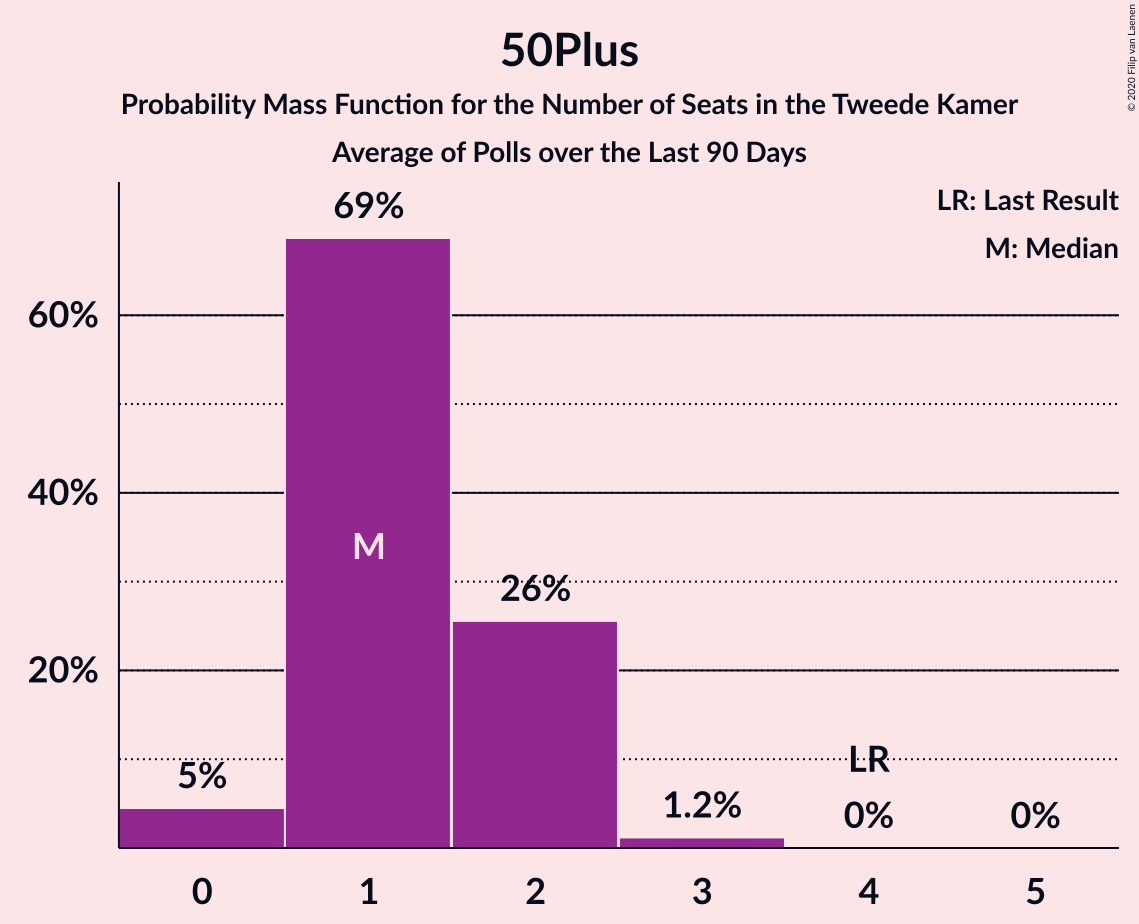 50Plus
Probability Mass Function for the Number of Seats in the Tweede Kamer
Average of Polls over the Last 90 Days
© 2020 Filip van Laenen
LR: Last Result
M: Median
69%
60%
40%
M
26%
20%
LR
5%
1.2%
0%
0%
0
1
2
3
4
5